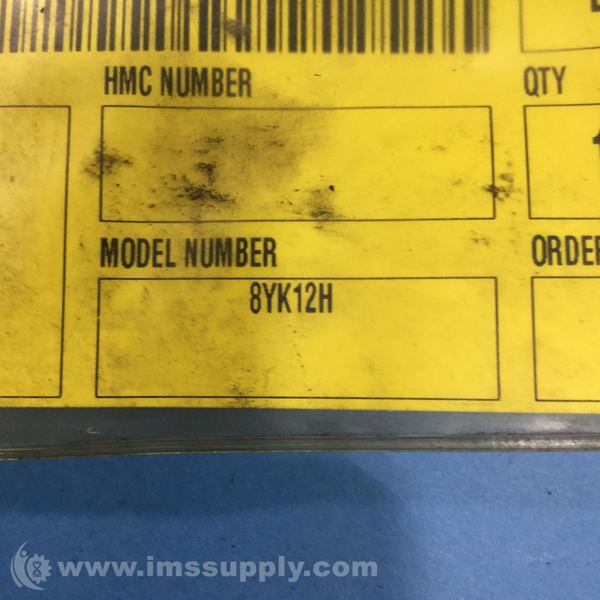 HMC NUMBER
QTY
MODEL NUMBER
8YK12H
www.imssupply.com